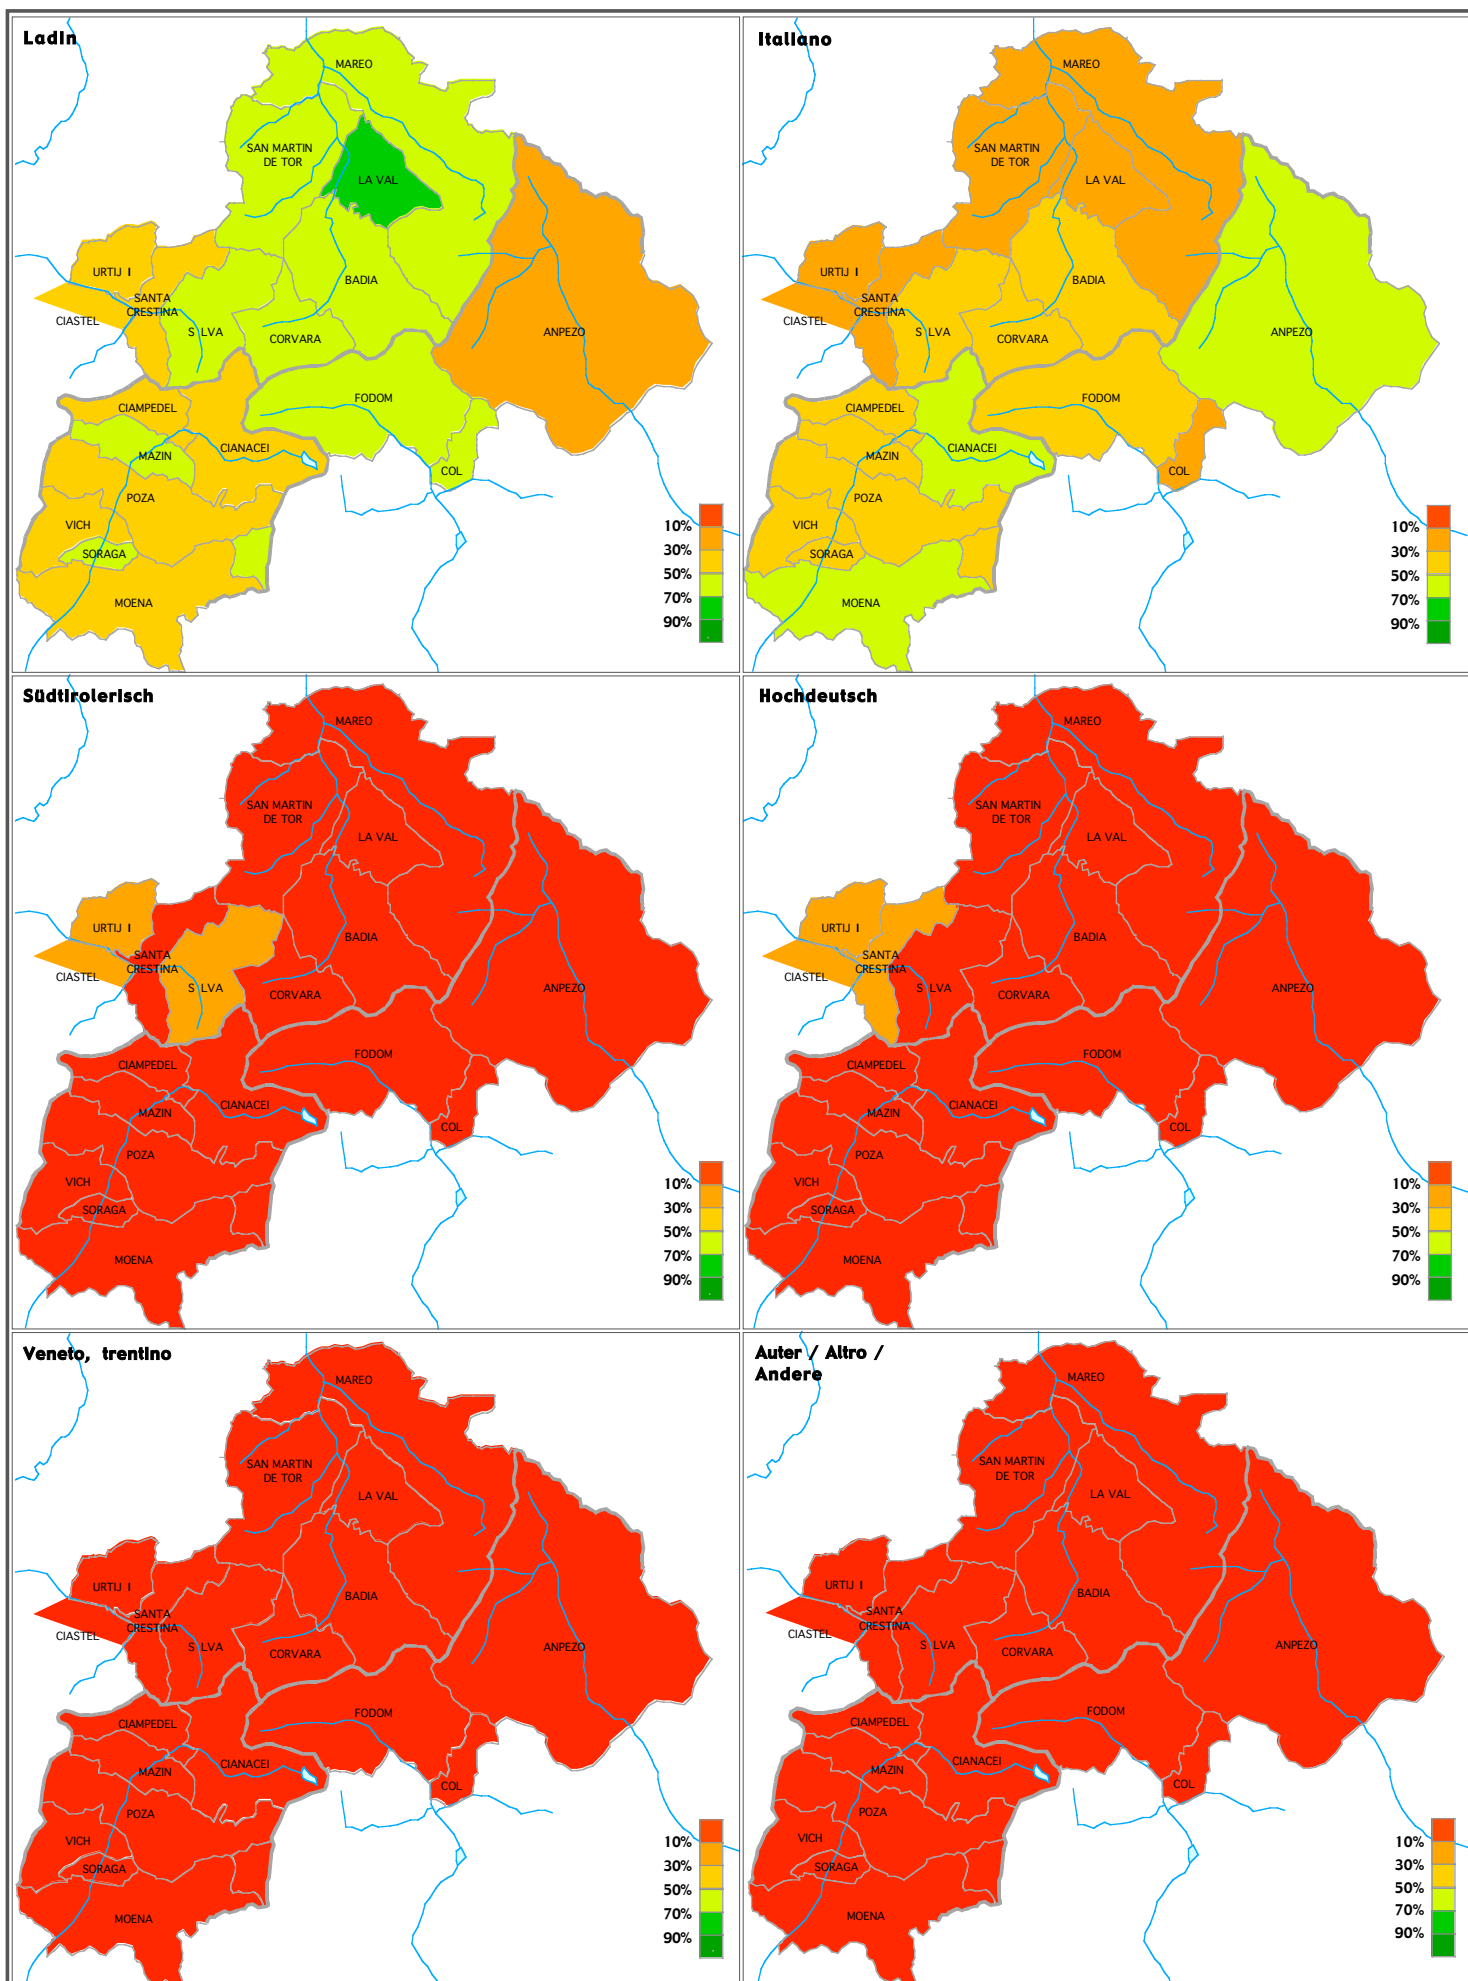 Ladin
MAREO
SAN MARTIN
DE TOR
LA VAL
URTIJ I
SANTA
CRESTINA
CIASTEL
S LVA
BADIA
CORVARA
ANPEZO
FODOM
CIAMPEDEL
CIANACEI
MAZIN
COL
POZA
VICH
SORAGA
MOENA
10%
30%
50%
70%
90%
Italiano
MAREO
SAN MARTIN
DE TOR
LA VAL
URTIJ I
SANTA
CRESTINA
CIASTEL
S LVA
BADIA
CORVARA
ANPEZO
FODOM
CIAMPEDEL
CIANACEI
MAZIN
COL
POZA
VICH
SORAGA
MOENA
10%
30%
50%
70%
90%
Südtirolerisch
MAREO
SAN MARTIN
DE TOR
LA VAL
URTIJ I
SANTA
CRESTINA
CIASTEL
S LVA
BADIA
CORVARA
ANPEZO
FODOM
CIAMPEDEL
CIANACEI
MAZIN
COL
POZA
VICH
SORAGA
MOENA
10%
30%
50%
70%
90%
Hochdeutsch
MAREO
SAN MARTIN
DE TOR
LA VAL
URTIJ I
SANTA
CRESTINA
CIASTEL
S LVA
BADIA
CORVARA
ANPEZO
FODOM
CIAMPEDEL
CIANACEI
MAZIN
COL
POZA
VICH
SORAGA
MOENA
10%
30%
50%
70%
90%
Veneto, trentino
MAREO
SAN MARTIN
DE TOR
LA VAL
URTIJ I
SANTA
CRESTINA
CIASTEL
S LVA
BADIA
CORVARA
ANPEZO
FODOM
CIAMPEDEL
CIANACEI
MAZIN
COL
POZA
VICH
SORAGA
MOENA
10%
30%
50%
70%
90%
Auter / Altro /
Andere
MAREO
SAN MARTIN
DE TOR
LA VAL
URTIJ I
SANTA
CRESTINA
CIASTEL
S LVA
BADIA
CORVARA
ANPEZO
FODOM
CIAMPEDEL
CIANACEI
MAZIN
COL
POZA
VICH
SORAGA
MOENA
10%
30%
50%
70%
90%